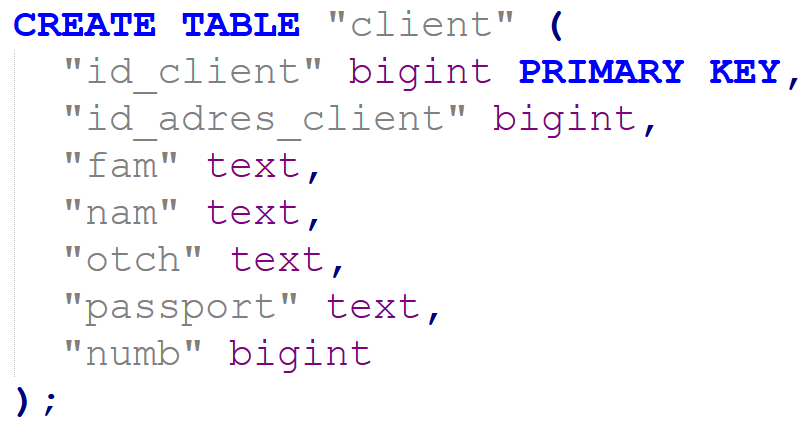 CREATE TABLE "client" (
"id_client" bigint PRIMARY KEY,
"id_adres_client" bigint,
"fam" text,
"nam" text,
"otch" text,
"passport" text,
"numb" bigint
);